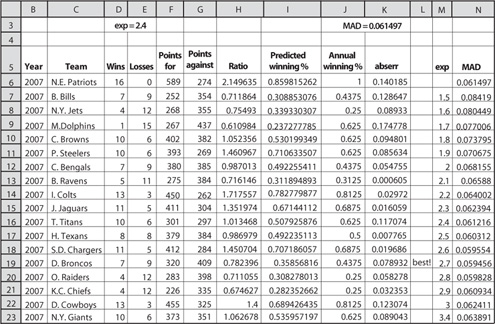 B C D E F G H I J K L M N
3 exp = 2.4 MAD = 0.061497
4
5 Year Team Wins Losses Points for Points against Ratio Predicted winning % Annual winning % abserr exp MAD
6 2007 N.E. Patriots 16 0 589 274 2.149635 0.859815262 1 0.140185 0.061497
7 2007 B. Bills 7 9 252 354 0.711864 0.308853076 0.4375 0.128647 1.5 0.08419
8 2007 N.Y. Jets 4 12 268 355 0.75493 0.339330307 0.25 0.08933 1.6 0.080449
9 2007 M.Dolphins 1 15 267 437 0.610984 0.237277785 0.0625 0.174778 1.7 0.077006
10 2007 C. Browns 10 6 402 382 1.052356 0.530199349 0.625 0.094801 1.8 0.073795
11 2007 P. Steelers 10 6 393 269 1.460967 0.710633507 0.625 0.085634 1.9 0.070675
12 2007 C. Bengals 7 9 380 385 0.987013 0.492255411 0.4375 0.054755 2 0.068155
13 2007 B. Ravens 5 11 275 384 0.716146 0.311894893 0.3125 0.000605 2.1 0.06588
14 2007 I. Colts 13 3 450 262 1.717557 0.782779877 0.8125 0.02972 2.2 0.064002
15 2007 J. Jaguars 11 5 411 304 1.351974 0.67144112 0.6875 0.016059 2.3 0.062394
16 2007 T. Titans 10 6 301 297 1.013468 0.507925876 0.625 0.117074 2.4 0.061216
17 2007 H. Texans 8 8 379 384 0.986979 0.492235113 0.5 0.007765 2.5 0.060312
18 2007 S.D. Chargers 11 5 412 284 1.450704 0.707186057 0.6875 0.019686 2.6 0.059554
19 2007 D. Broncos 7 9 320 409 0.782396 0.35856816 0.4375 0.078932 best! 2.7 0.059456
20 2007 O. Raiders 4 12 283 398 0.711055 0.308278013 0.25 0.058278 2.8 0.059828
21 2007 K.C. Chiefs 4 12 226 335 0.674627 0.282352662 0.25 0.032353 2.9 0.060934
22 2007 D. Cowboys 13 3 455 325 1.4 0.689426435 0.8125 0.123074 3 0.062411
23 2007 N.Y. Giants 10 6 373 351 1.062678 0.535957197 0.625 0.089043 3.4 0.063891